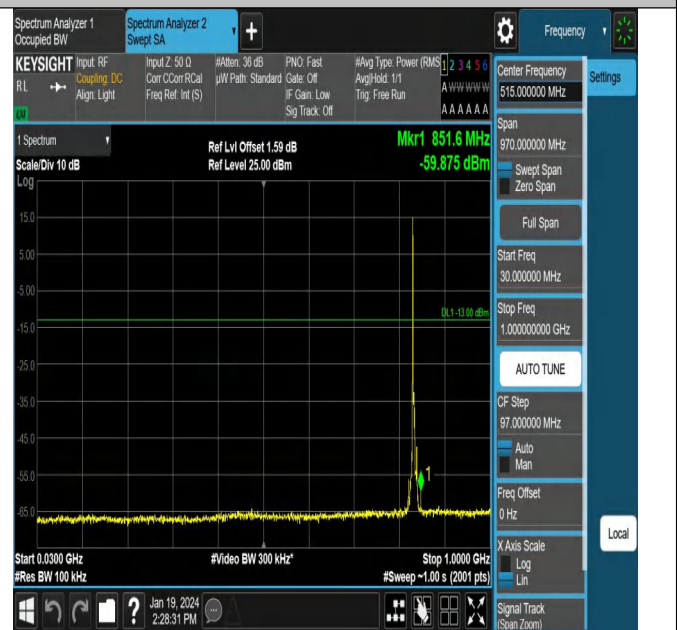 Spectrum Analyzer 1
Occupied BW
Spectrum Analyzer 2
Swept SA
Frequency
KEYSIGHT
RL
Input: RF
Coupling: DC
Align: Light
Input Z: 50 Ω
Corr CCorr RCal
Freq Ref: Int (S)
#Atten: 36 dB
µW Path: Standard
PNO: Fast
Gate: Off
IF Gain: Low
Sig Track: Off
#Avg Type: Power (RMS
Avg|Hold: 1/1
Trig: Free Run
1 2 3 4 5 6
A W W W W W
A A A A A A
1 Spectrum
Scale/Div 10 dB
Log
Ref Lvl Offset 1.59 dB
Ref Level 25.00 dBm
Mkr1 851.6 MHz
-59.875 dBm
15.0
5.00
-5.00
-15.0
-25.0
-35.0
-45.0
-55.0
-65.0
DL1 -13.00 dBm
1
Start 0.0300 GHz
#Res BW 100 kHz
#Video BW 300 kHz*
Stop 1.0000 GHz
#Sweep ~1.00 s (2001 pts)
Center Frequency
515.000000 MHz
Settings
Span
970.000000 MHz
Swept Span
Zero Span
Full Span
Start Freq
30.000000 MHz
Stop Freq
1.000000000 GHz
AUTO TUNE
CF Step
97.000000 MHz
Auto
Man
Freq Offset
0 Hz
X Axis Scale
Log
Lin
Local
Signal Track
(Span Zoom)
Jan 19, 2024
2:28:31 PM